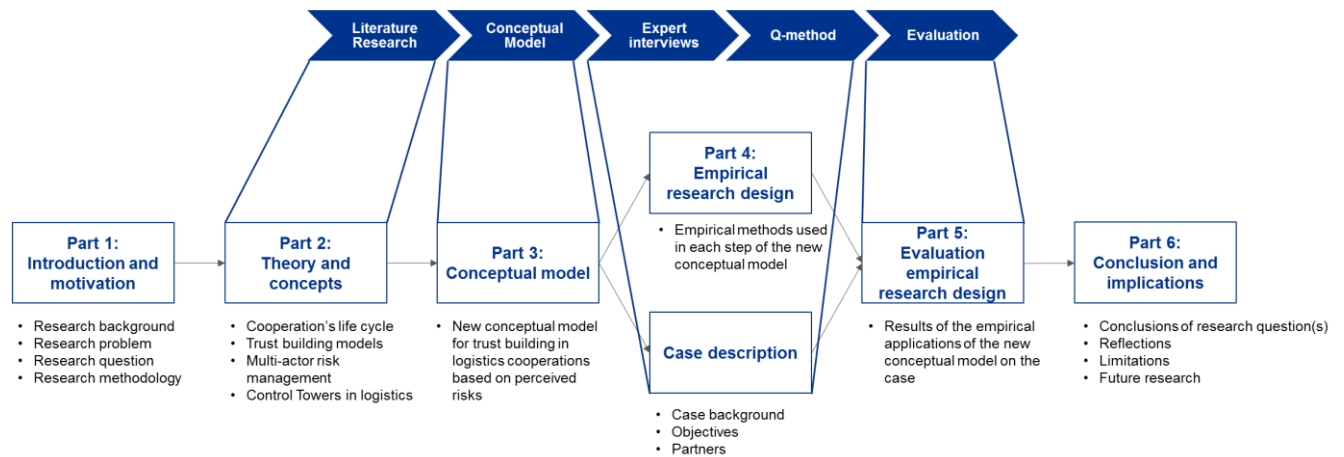 Literature
Research
Conceptual
Model
Expert
interviews
Q-method
Evaluation
Part 1:
Introduction and
motivation
• Research background
• Research problem
• Research question
• Research methodology
Part 2:
Theory and
concepts
• Cooperation's life cycle
• Trust building models
• Multi-actor risk
management
• Control Towers in logistics
Part 3:
Conceptual model
• New conceptual model
for trust building in
logistics cooperations
based on perceived
risks
Part 4:
Empirical
research design
• Empirical methods used
in each step of the new
conceptual model
Case description
• Case background
• Objectives
• Partners
Part 5:
Evaluation
empirical
research design
• Results of the empirical
applications of the new
conceptual model on the
case
Part 6:
Conclusion and
implications
• Conclusions of research question(s)
• Reflections
• Limitations
• Future research